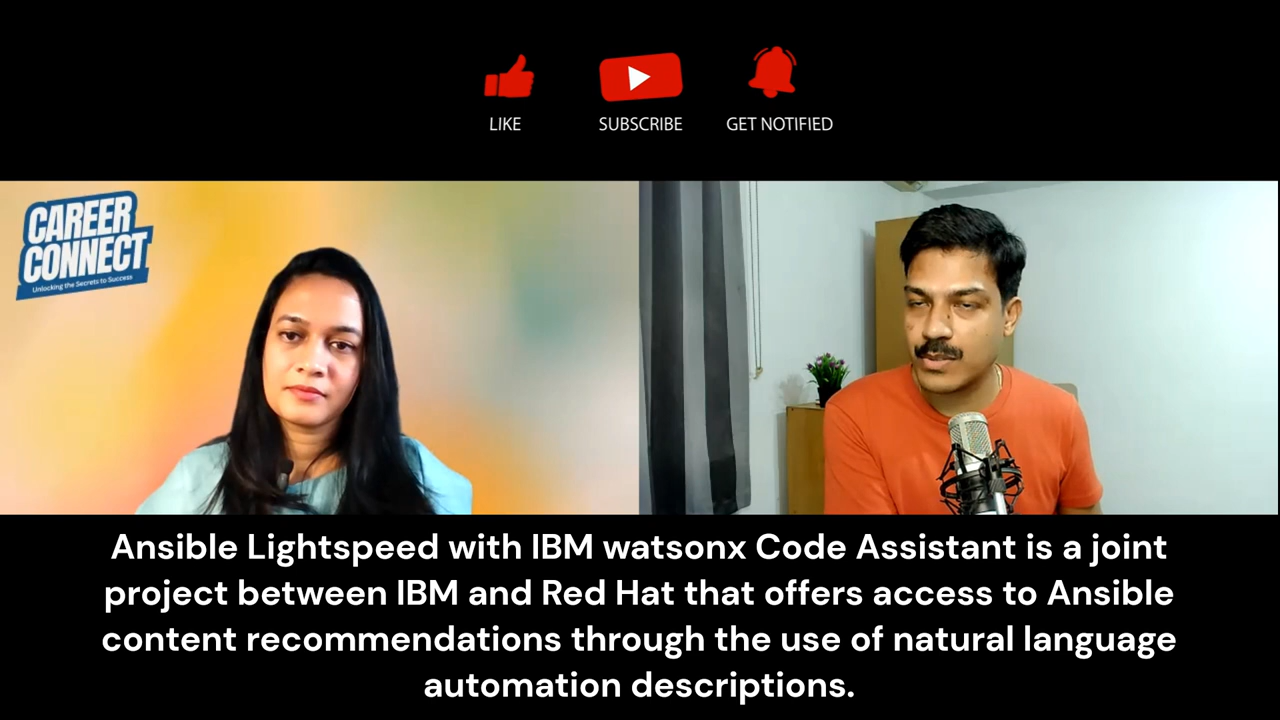 LIKE
SUBSCRIBE
GET NOTIFIED
CAREER
CONNECT
Unlocking the Secrets to Success
Ansible Lightspeed with IBM watsonx Code Assistant is a joint
project between IBM and Red Hat that offers access to Ansible
content recommendations through the use of natural language
automation descriptions.